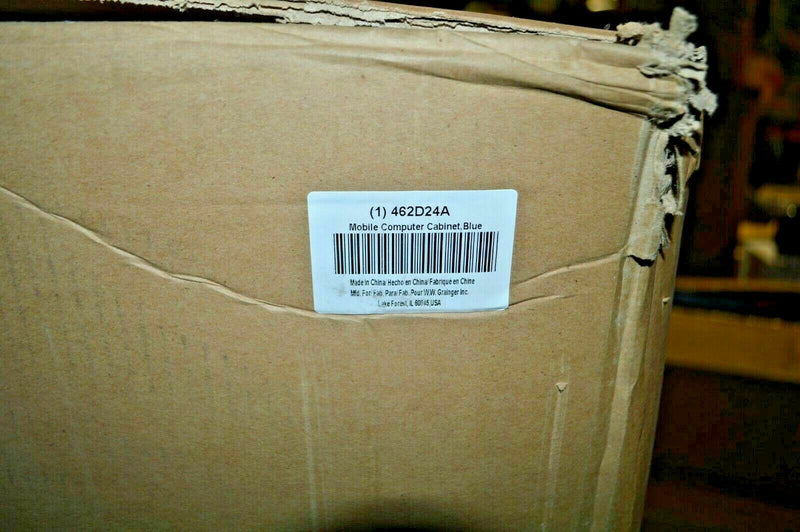 (1) 462D24A
Mobile Computer Cabinet,Blue
Made in China/Hecho en China/Fabriqué en Chine
Mfd. For/Fab. Para/Fab. Pour W.W. Grainger Inc.
Lake Forest, IL 60045,USA